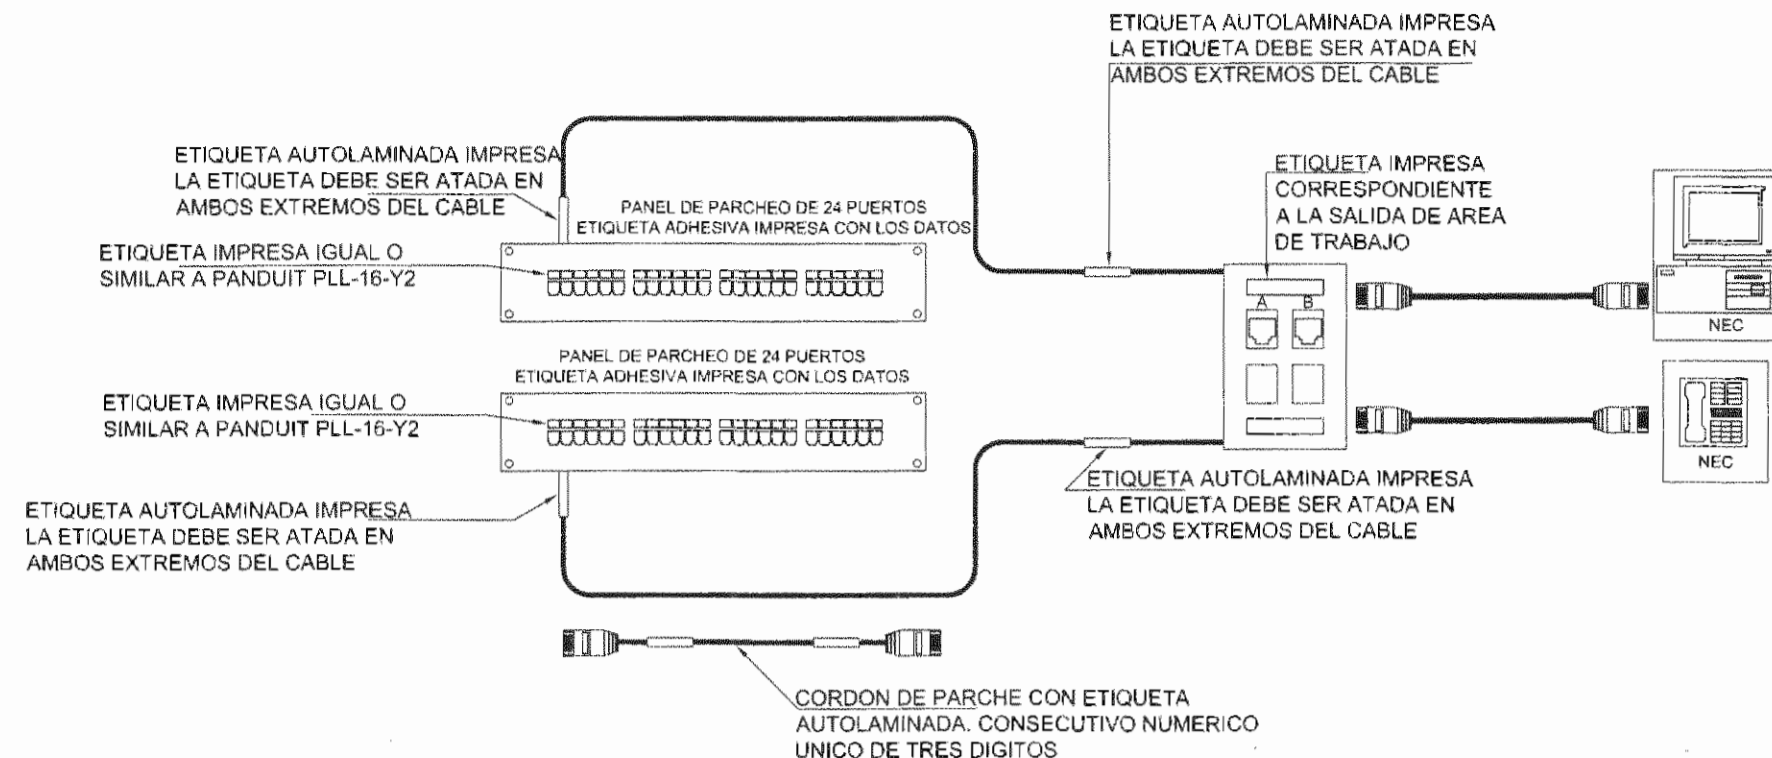 ETIQUETA AUTOLAMINADA IMPRESA
LA ETIQUETA DEBE SER ATADA EN
AMBOS EXTREMOS DEL CABLE
ETIQUETA AUTOLAMINADA IMPRESA
LA ETIQUETA DEBE SER ATADA EN
AMBOS EXTREMOS DEL CABLE
ETIQUETA IMPRESA
CORRESPONDIENTE
A LA SALIDA DE AREA
DE TRABAJO
PANEL DE PARCHEO DE 24 PUERTOS
ETIQUETA ADHESIVA IMPRESA CON LOS DATOS
ETIQUETA IMPRESA IGUAL O
SIMILAR A PANDUIT PLL-16-Y2
A B
NEC
PANEL DE PARCHEO DE 24 PUERTOS
ETIQUETA ADHESIVA IMPRESA CON LOS DATOS
ETIQUETA IMPRESA IGUAL O
SIMILAR A PANDUIT PLL-16-Y2
NEC
ETIQUETA AUTOLAMINADA IMPRESA
LA ETIQUETA DEBE SER ATADA EN
AMBOS EXTREMOS DEL CABLE
ETIQUETA AUTOLAMINADA IMPRESA
LA ETIQUETA DEBE SER ATADA EN
AMBOS EXTREMOS DEL CABLE
CORDON DE PARCHE CON ETIQUETA
AUTOLAMINADA. CONSECUTIVO NUMERICO
UNICO DE TRES DIGITOS